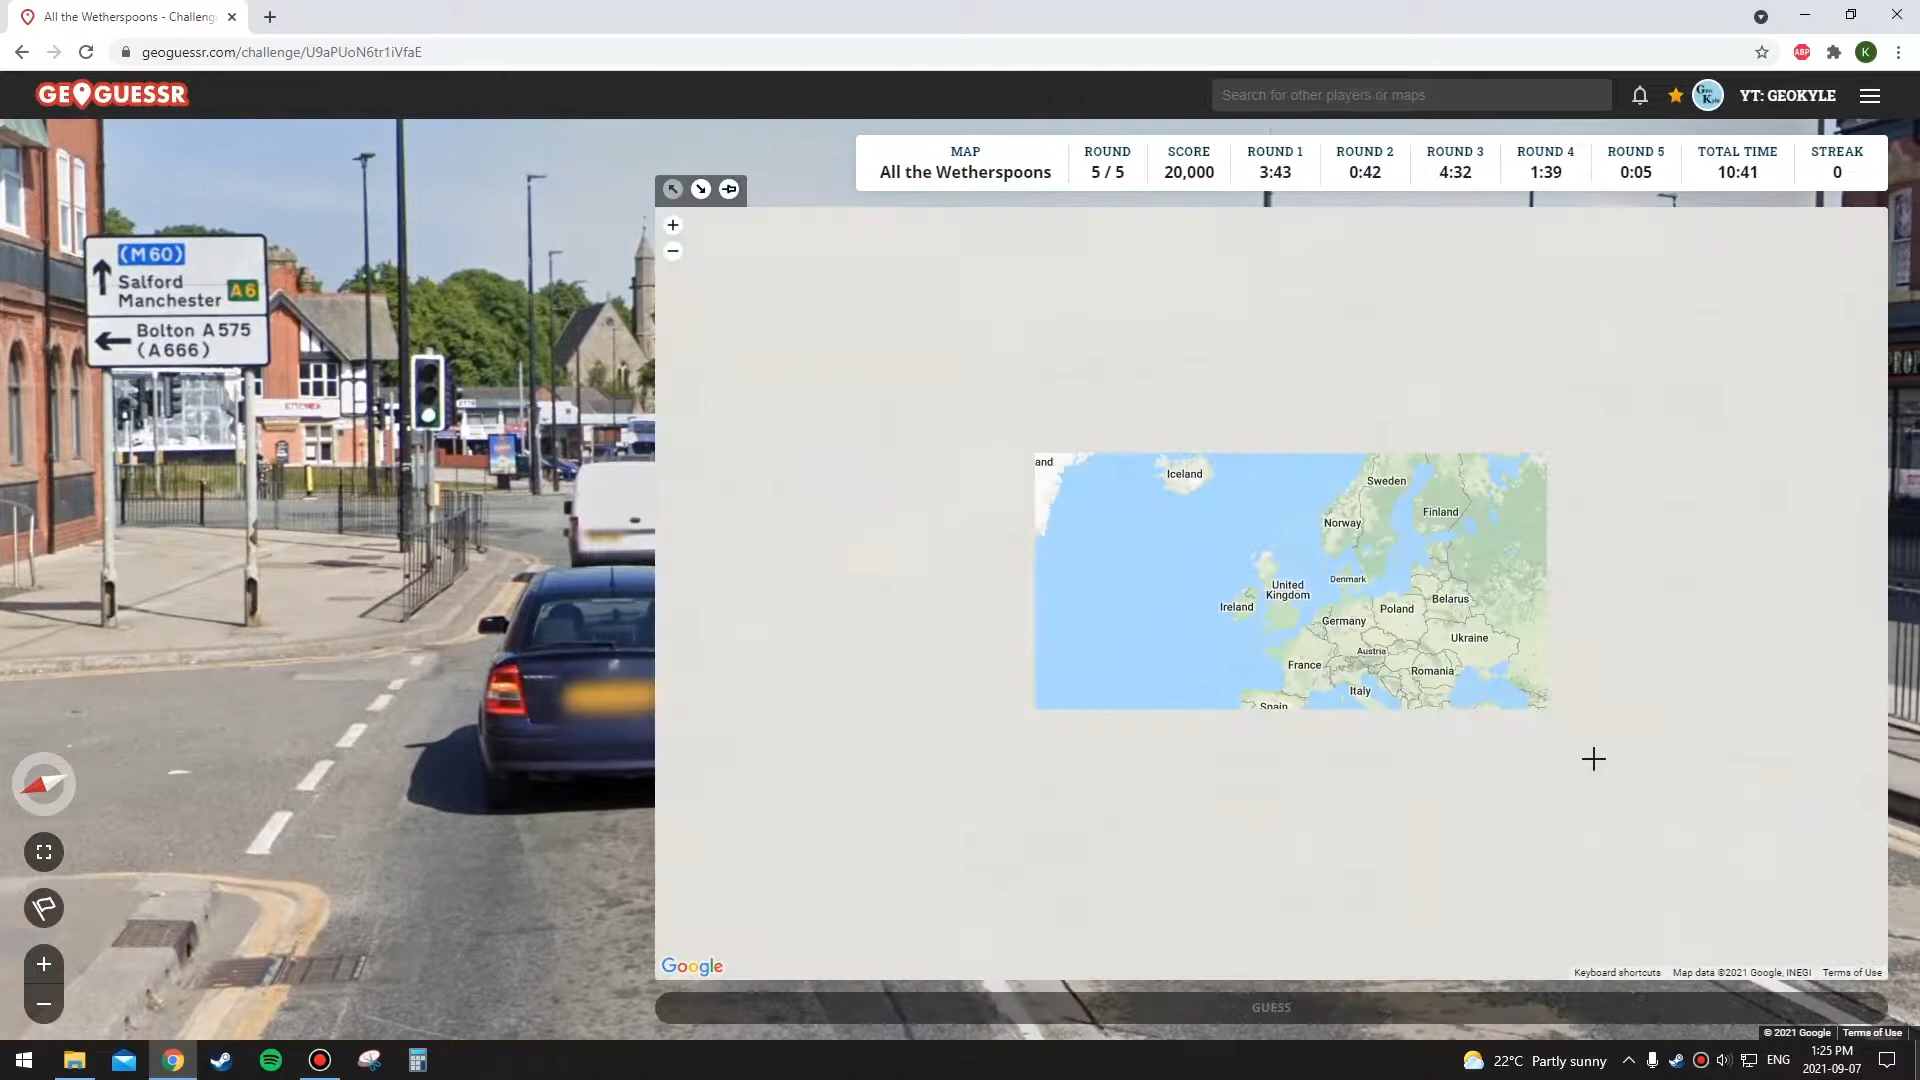 All the Wetherspoons - Challeng
geoguessr.com/challenge/U9aPUoN6tr1iVfaE
ABP
K
GEOGUESSR
Search for other players or maps
Geo Kyle
YT: GEOKYLE
MAP
All the Wetherspoons
ROUND
5 / 5
SCORE
20,000
ROUND 1
3:43
ROUND 2
0:42
ROUND 3
4:32
ROUND 4
1:39
ROUND 5
0:05
TOTAL TIME
10:41
STREAK
0
(M60)
Salford
Manchester A6
Bolton A575
(A666)
and
Iceland
Sweden
Finland
Norway
Denmark
United
Kingdom
Ireland
Belarus
Poland
Germany
Ukraine
Austria
France
Romania
Italy
Spain
Google
Keyboard shortcuts
Map data ©2021 Google, INEGI
Terms of Use
GUESS
© 2021 Google
Terms of Use
22°C Partly sunny
ENG
1:25 PM
2021-09-07